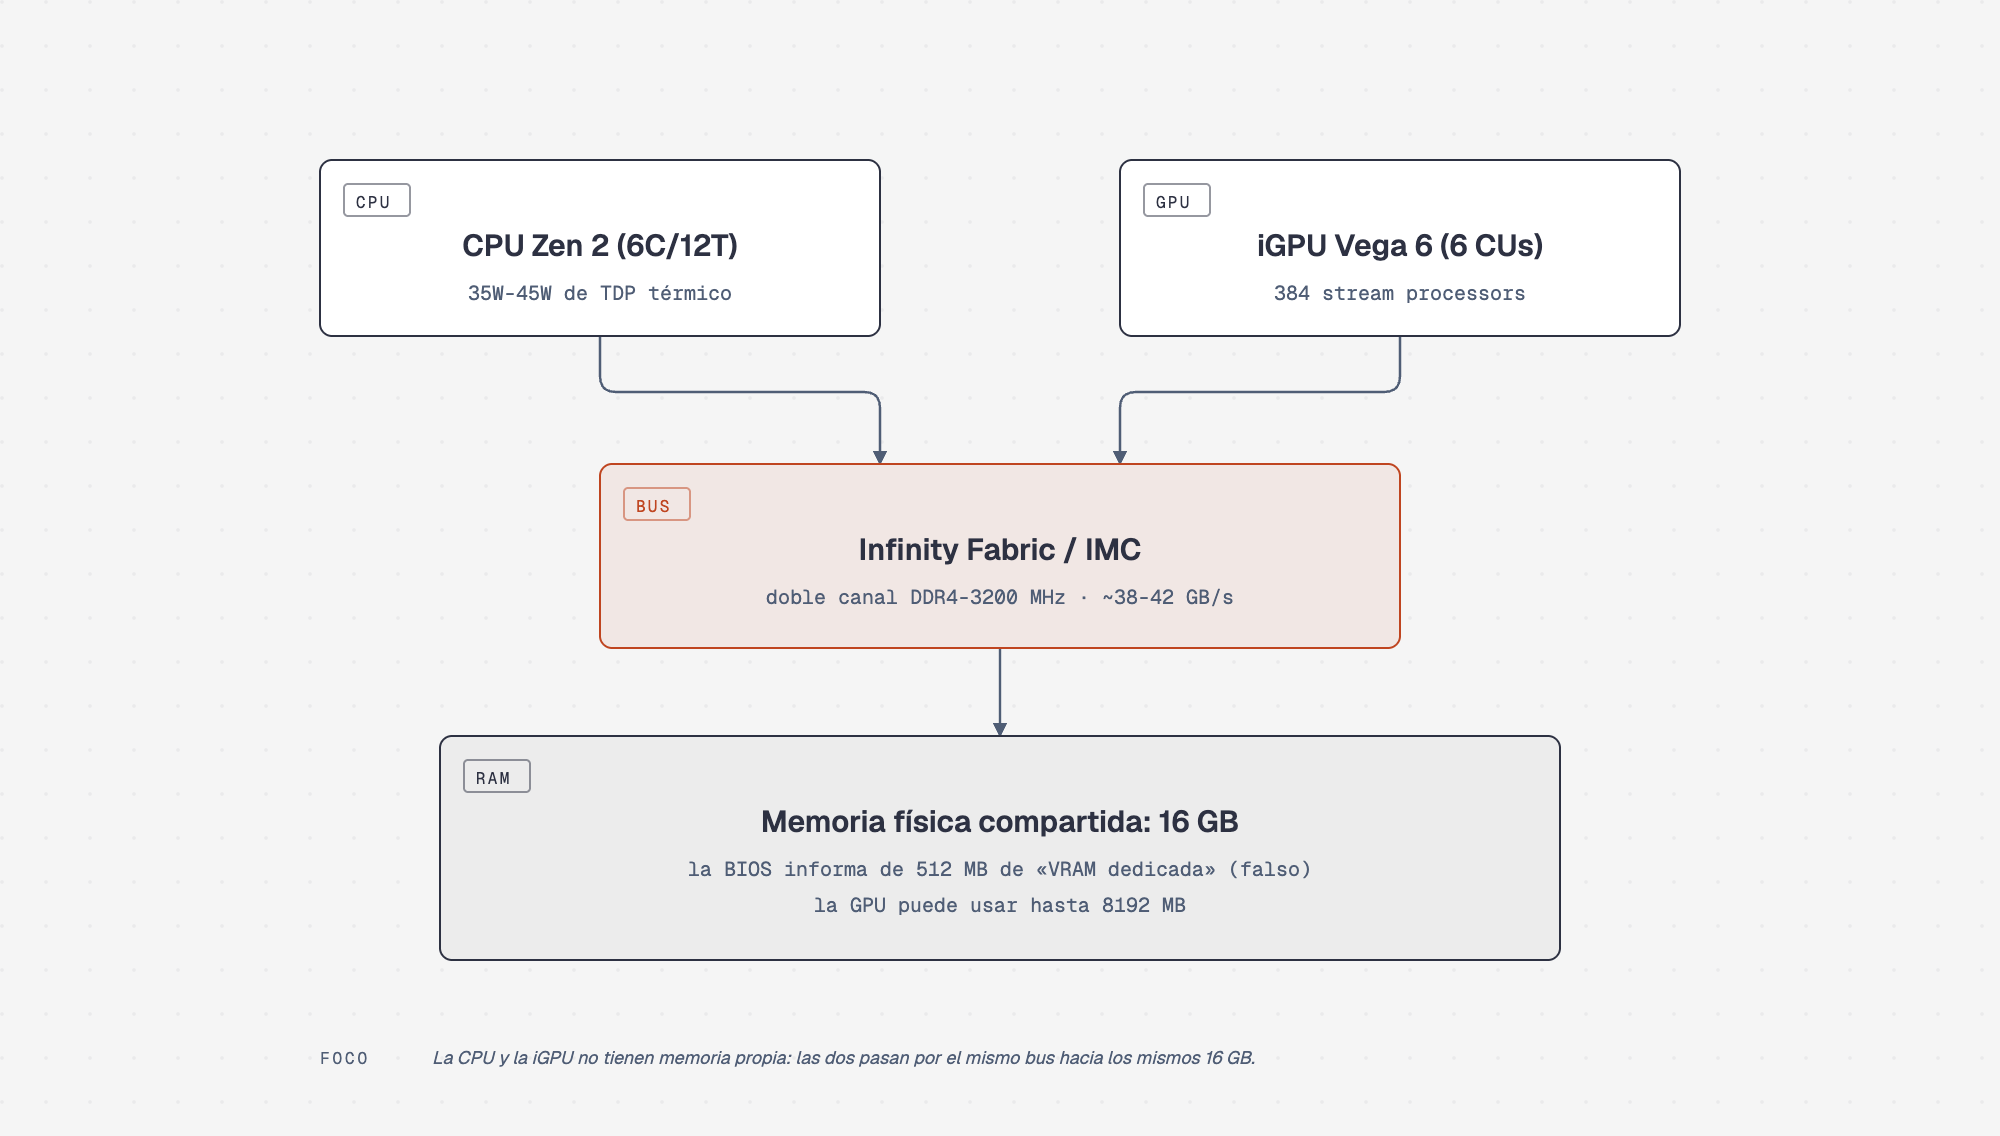 CPU
CPU Zen 2 (6C/12T)
35W-45W de TDP térmico
GPU
iGPU Vega 6 (6 CUs)
384 stream processors
BUS
Infinity Fabric / IMC
doble canal DDR4-3200 MHz · ~38-42 GB/s
RAM
Memoria física compartida: 16 GB
la BIOS informa de 512 MB de «VRAM dedicada» (falso)
la GPU puede usar hasta 8192 MB
FOCO La CPU y la iGPU no tienen memoria propia: las dos pasan por el mismo bus hacia los mismos 16 GB.